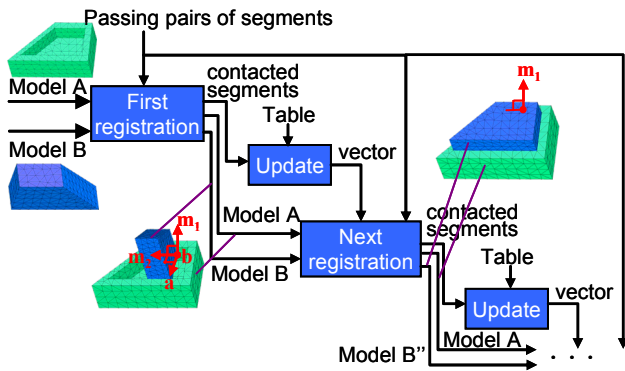 Passing pairs of segments
Model A
Model B
First
registration
contacted
segments
Table
Update
vector
m₁
m₂
b
a
Model A
Model B
Next
registration
m₁
contacted
segments
Table
Update
vector
Model A
Model B’’
. . .